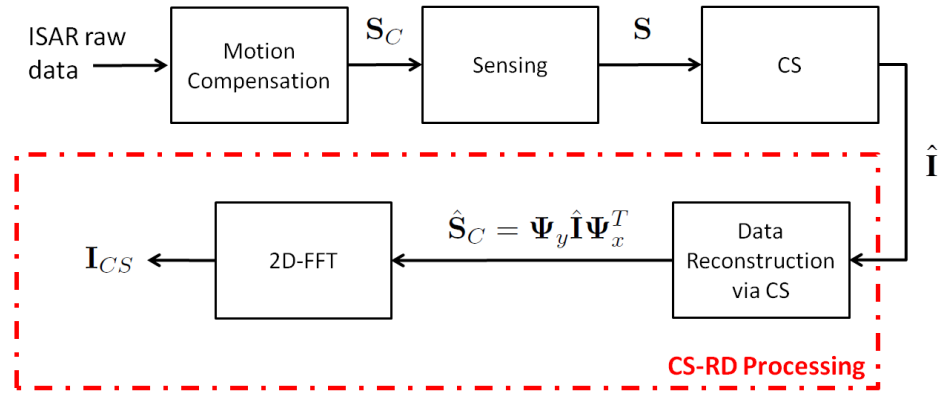 ISAR raw
data
Motion
Compensation
S_C
Sensing
S
CS
Î
Ŝ_C = Ψ_y Î Ψ_x^T
Data
Reconstruction
via CS
2D-FFT
I_CS
CS-RD Processing